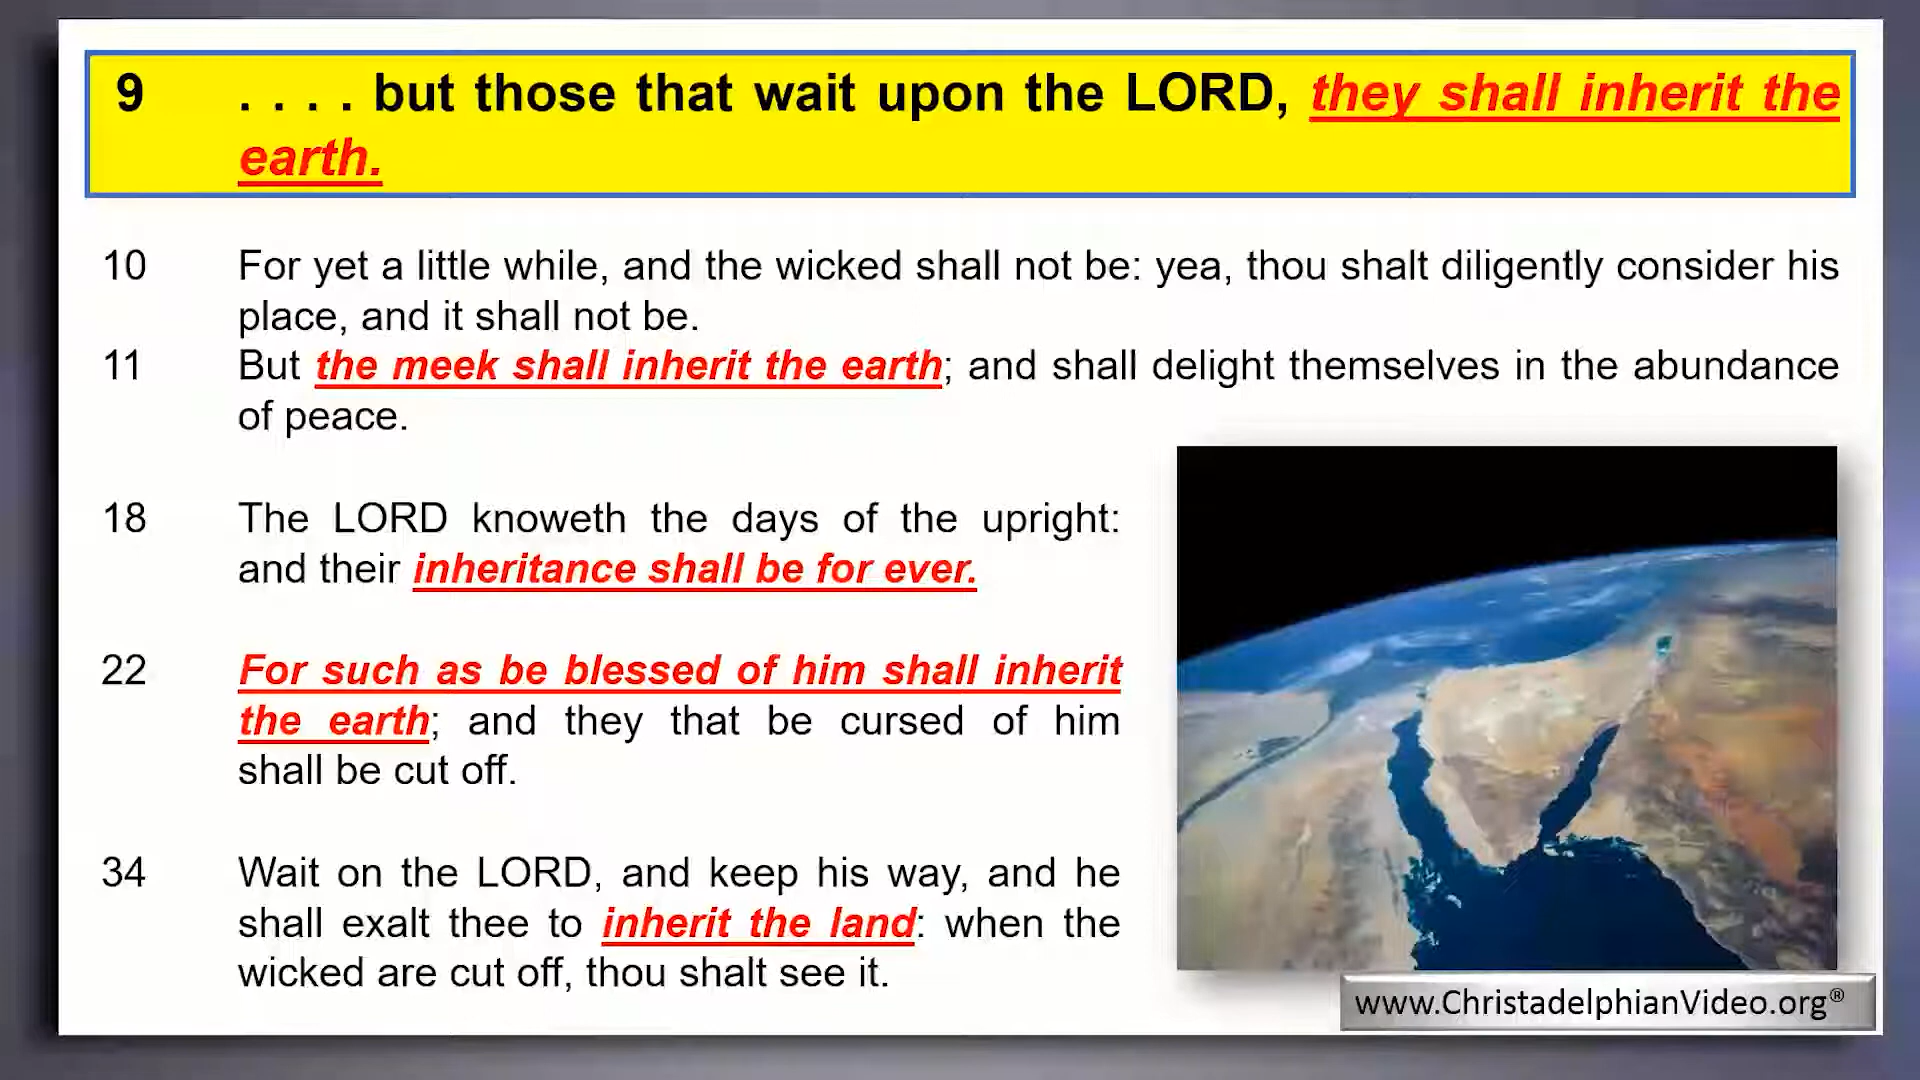 9 . . . . but those that wait upon the LORD, they shall inherit the
earth.
10 For yet a little while, and the wicked shall not be: yea, thou shalt diligently consider his
place, and it shall not be.
11 But the meek shall inherit the earth; and shall delight themselves in the abundance
of peace.
18 The LORD knoweth the days of the upright:
and their inheritance shall be for ever.
22 For such as be blessed of him shall inherit
the earth; and they that be cursed of him
shall be cut off.
34 Wait on the LORD, and keep his way, and he
shall exalt thee to inherit the land: when the
wicked are cut off, thou shalt see it.
www.ChristadelphianVideo.org®